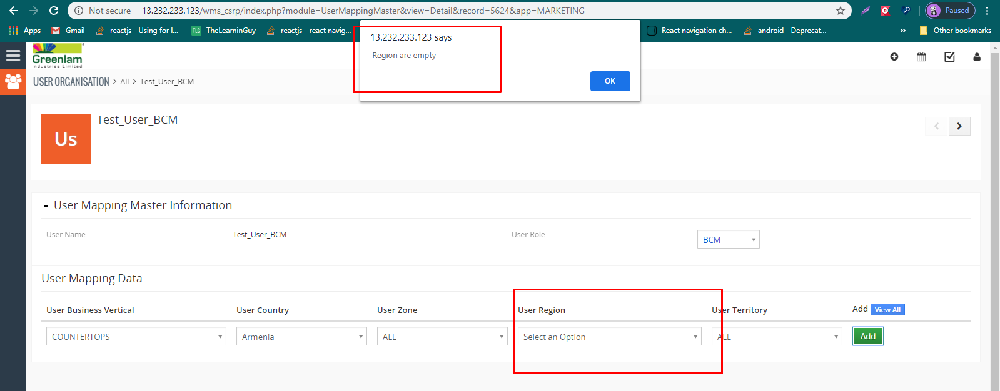 Not secure | 13.232.233.123/wms_csrp/index.php?module=UserMappingMaster&view=Detail&record=5624&app=MARKETING
Paused
Apps Gmail reactjs - Using for l... TLG TheLearningGuy reactjs - react navig... React navigation ch... android - Deprecat... » Other bookmarks
13.232.233.123 says
Region are empty
OK
Greenlam
Industries Limited
USER ORGANISATION > All > Test_User_BCM
Us
Test_User_BCM
User Mapping Master Information
User Name Test_User_BCM User Role BCM
User Mapping Data
User Business Vertical User Country User Zone User Region User Territory Add View All
COUNTERTOPS Armenia ALL Select an Option ALL Add